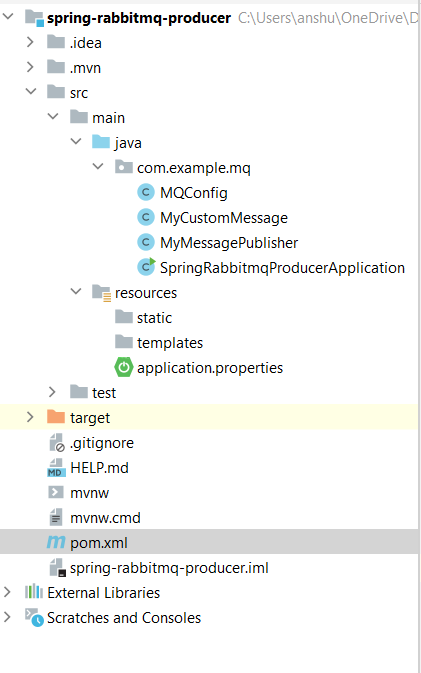 spring-rabbitmq-producer C:\Users\anshu\OneDrive\D
.idea
.mvn
src
main
java
com.example.mq
C MQConfig
C MyCustomMessage
C MyMessagePublisher
C SpringRabbitmqProducerApplication
resources
static
templates
application.properties
test
target
.gitignore
MD HELP.md
mvnw
mvnw.cmd
m pom.xml
spring-rabbitmq-producer.iml
External Libraries
Scratches and Consoles